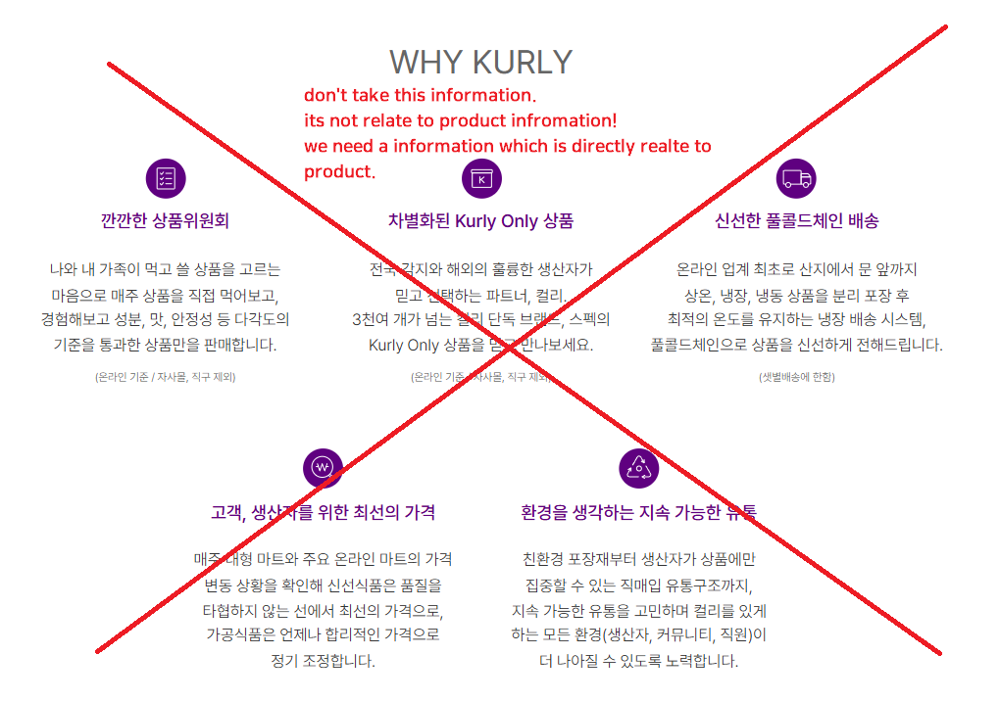 WHY KURLY
don't take this information.
its not relate to product infromation!
we need a information which is directly realte to
product.
K
깐깐한 상품위원회
나와 내 가족이 먹고 쓸 상품을 고르는
마음으로 매주 상품을 직접 먹어보고,
경험해보고 성분, 맛, 안정성 등 다각도의
기준을 통과한 상품만을 판매합니다.
(온라인 기준 / 자사몰, 직구 제외)
차별화된 Kurly Only 상품
전국 각지와 해외의 훌륭한 생산자가
믿고 선택하는 파트너, 컬리.
3천여 개가 넘는 컬리 단독 브랜드, 스펙의
Kurly Only 상품을 믿고 만나보세요.
(온라인 기준 / 자사몰, 직구 제외)
신선한 풀콜드체인 배송
온라인 업계 최초로 산지에서 문 앞까지
상온, 냉장, 냉동 상품을 분리 포장 후
최적의 온도를 유지하는 냉장 배송 시스템,
풀콜드체인으로 상품을 신선하게 전해드립니다.
(샛별배송에 한함)
₩
고객, 생산자를 위한 최선의 가격
매주 대형 마트와 주요 온라인 마트의 가격
변동 상황을 확인해 신선식품은 품질을
타협하지 않는 선에서 최선의 가격으로,
가공식품은 언제나 합리적인 가격으로
정기 조정합니다.
환경을 생각하는 지속 가능한 유통
친환경 포장재부터 생산자가 상품에만
집중할 수 있는 직매입 유통구조까지,
지속 가능한 유통을 고민하며 컬리를 있게
하는 모든 환경(생산자, 커뮤니티, 직원)이
더 나아질 수 있도록 노력합니다.